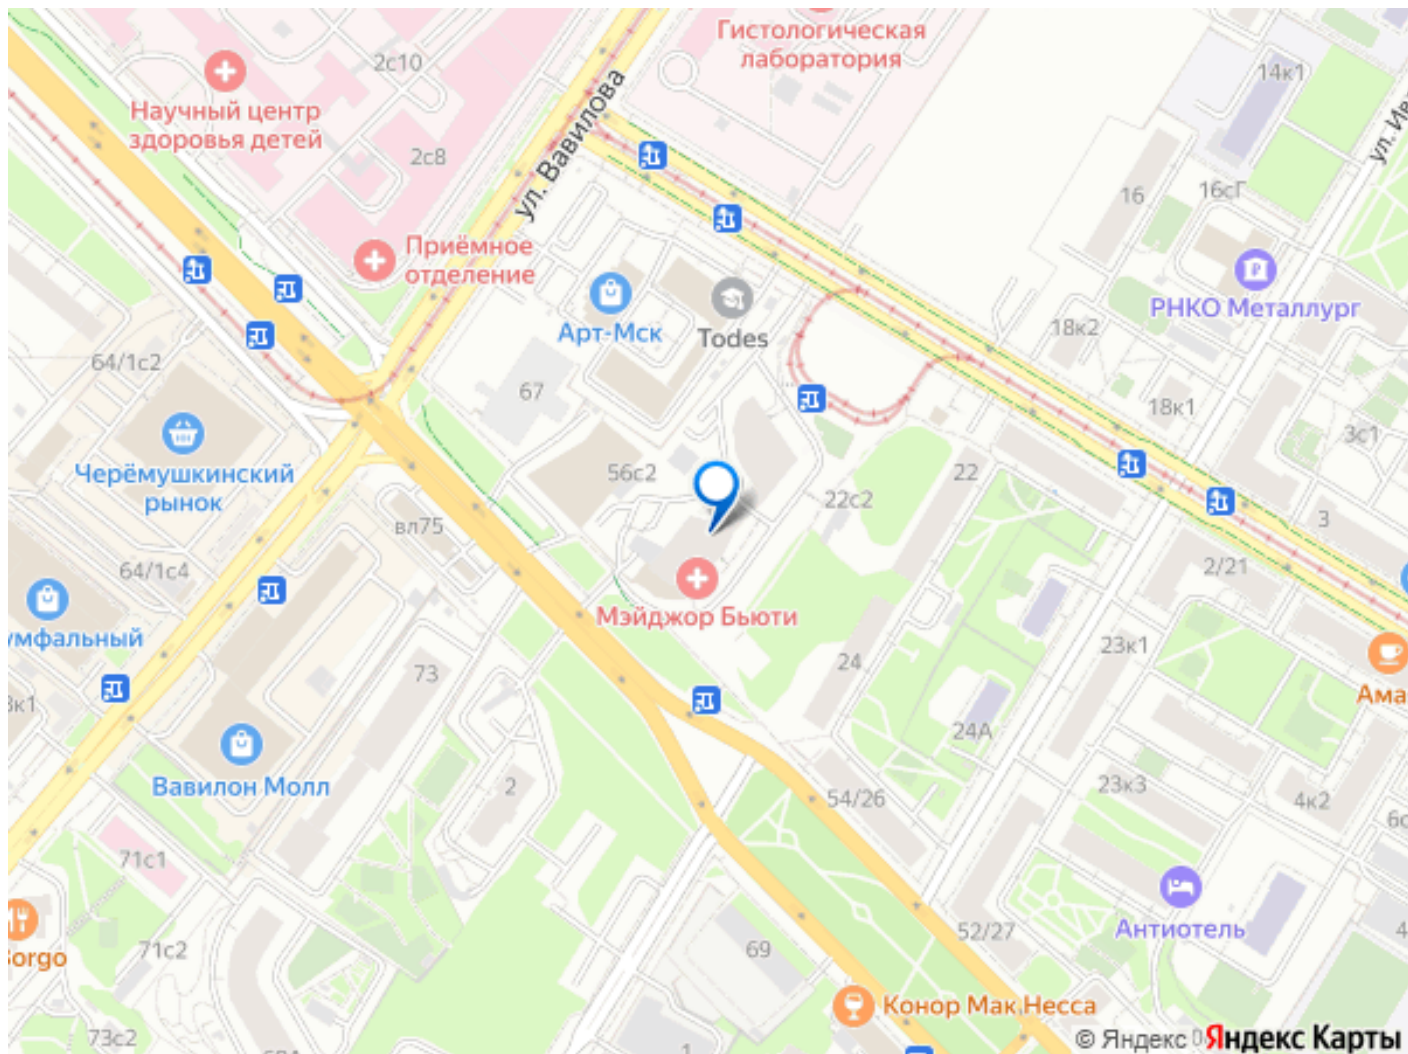 Гистологическая
лаборатория
2с10
14к1
Научный центр
здоровья детей
2с8
ул. Вавилова
16
16сГ
Приёмное
отделение
РНКО Металлург
Арт-Мск
Todes
18к2
64/1с2
67
18к1
3с1
Черёмушкинский
рынок
56с2
22
22с2
вл75
3
64/1с4
2/21
Мэйджор Бьюти
умфальный
23к1
24
73
Ама
24А
Вавилон Молл
2
54/26
23к3
4к2
71с1
52/27
Антиотель
71с2
69
Конор Мак Несса
73с2
1
© Яндекс
Яндекс Карты